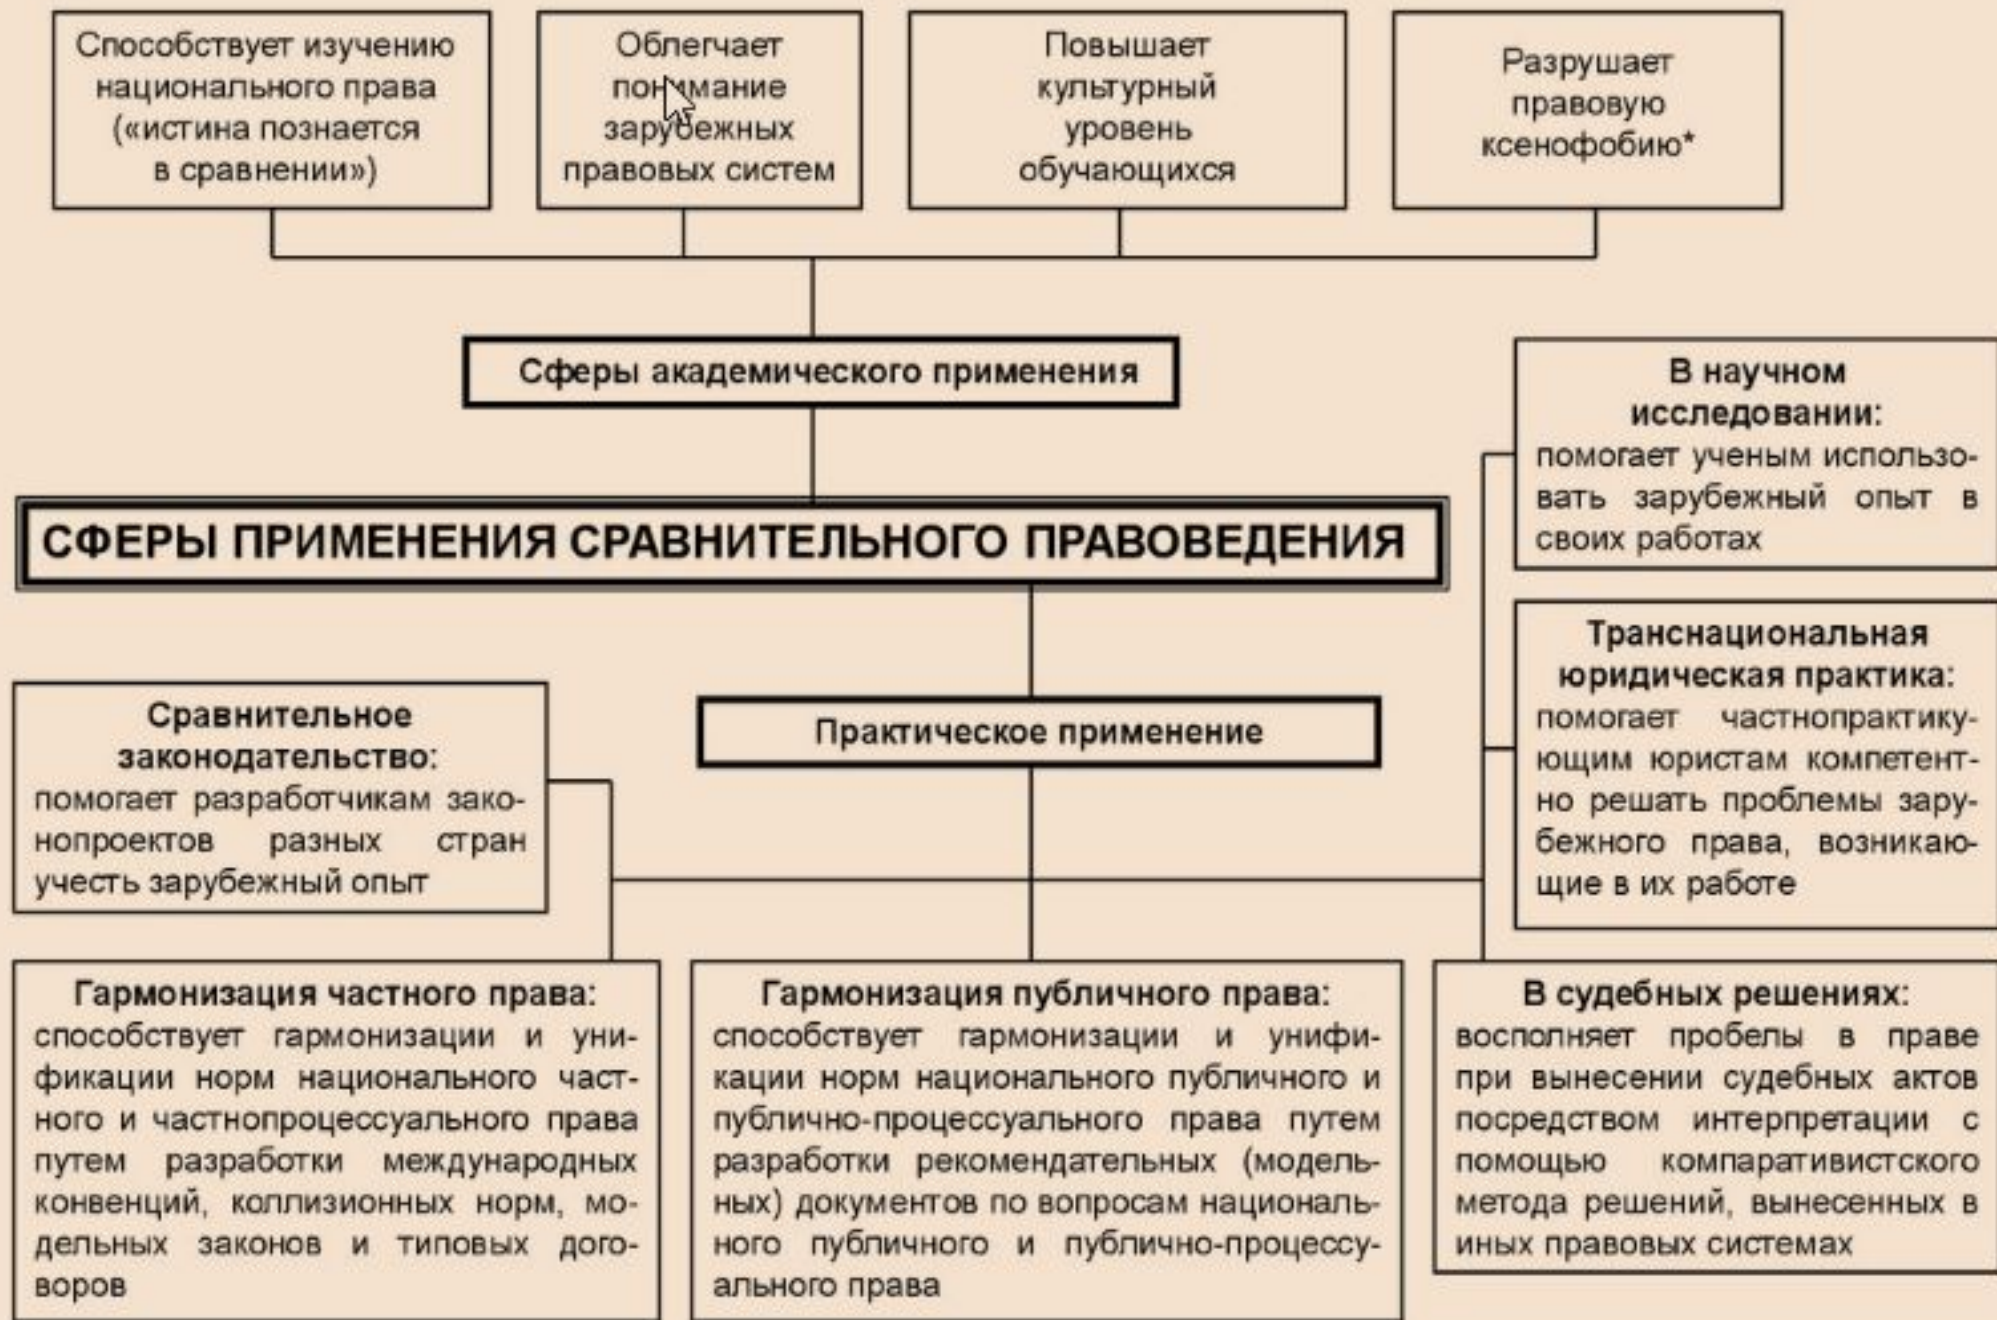 Способствует изучению
национального права
(«истина познается
в сравнении»)
Облегчает
понимание
зарубежных
правовых систем
Повышает
культурный
уровень
обучающихся
Разрушает
правовую
ксенофобию*
Сферы академического применения
В научном
исследовании:
помогает ученым использо-
вать зарубежный опыт в
своих работах
СФЕРЫ ПРИМЕНЕНИЯ СРАВНИТЕЛЬНОГО ПРАВОВЕДЕНИЯ
Транснациональная
юридическая практика:
помогает частнопрактику-
ющим юристам компетент-
но решать проблемы зару-
бежного права, возникаю-
щие в их работе
Сравнительное
законодательство:
помогает разработчикам зако-
нопроектов разных стран
учесть зарубежный опыт
Практическое применение
Гармонизация частного права:
способствует гармонизации и уни-
фикации норм национального част-
ного и частнопроцессуального права
путем разработки международных
конвенций, коллизионных норм, мо-
дельных законов и типовых дого-
воров
Гармонизация публичного права:
способствует гармонизации и унифи-
кации норм национального публичного и
публично-процессуального права путем
разработки рекомендательных (модель-
ных) документов по вопросам националь-
ного публичного и публично-процессу-
ального права
В судебных решениях:
восполняет пробелы в праве
при вынесении судебных актов
посредством интерпретации с
помощью компаративистского
метода решений, вынесенных в
иных правовых системах